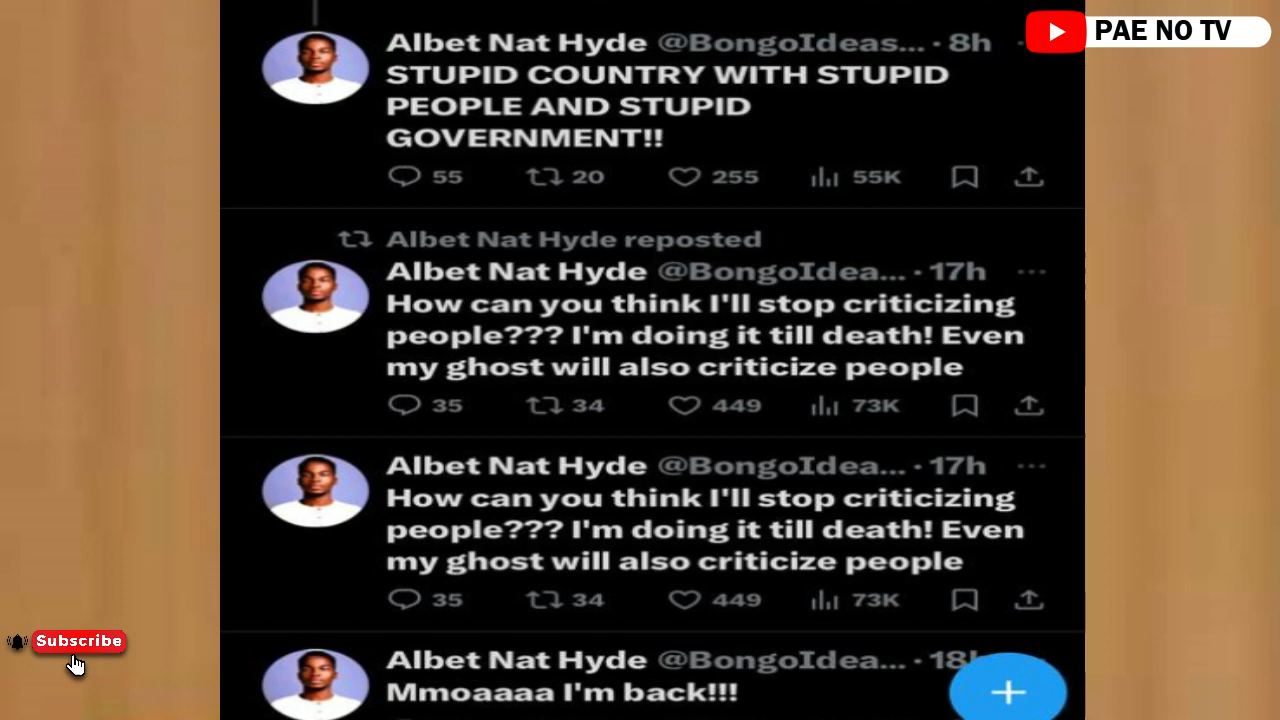 PAE NO TV
Albet Nat Hyde @BongoIdeas... · 8h
STUPID COUNTRY WITH STUPID
PEOPLE AND STUPID
GOVERNMENT!!
55 20 255 55K
Albet Nat Hyde reposted
Albet Nat Hyde @BongoIdea... · 17h
How can you think I'll stop criticizing
people??? I'm doing it till death! Even
my ghost will also criticize people
35 34 449 73K
Albet Nat Hyde @BongoIdea... · 17h
How can you think I'll stop criticizing
people??? I'm doing it till death! Even
my ghost will also criticize people
35 34 449 73K
Subscribe
Albet Nat Hyde @BongoIdea... · 18h
Mmoaaaa I'm back!!!